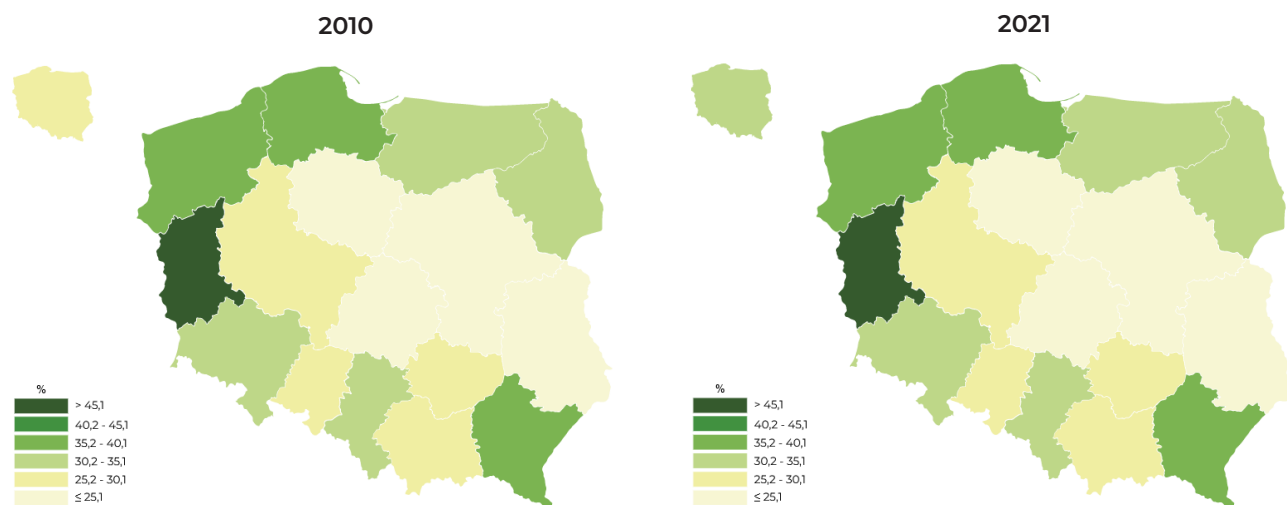 2010
2021
%
> 45,1
40,2 - 45,1
35,2 - 40,1
30,2 - 35,1
25,2 - 30,1
≤ 25,1
%
> 45,1
40,2 - 45,1
35,2 - 40,1
30,2 - 35,1
25,2 - 30,1
≤ 25,1